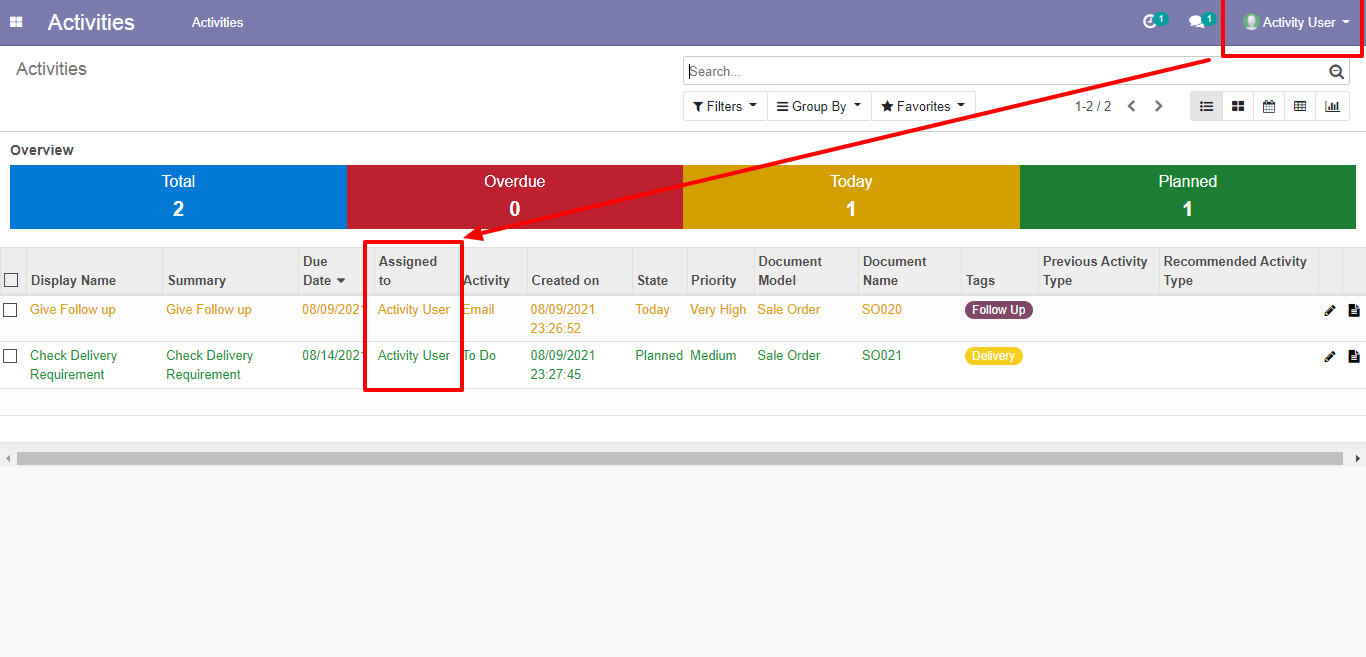 Activities Activities 1 1 Activity User
Activities
Search...
Filters Group By Favorites 1-2 / 2
Overview
Total Overdue Today Planned
2 0 1 1
Display Name Summary Due Date Assigned to Activity Created on State Priority Document Model Document Name Tags Previous Activity Type Recommended Activity Type
Give Follow up Give Follow up 08/09/2021 Activity User Email 08/09/2021 23:26:52 Today Very High Sale Order SO020 Follow Up
Check Delivery Requirement Check Delivery Requirement 08/14/2021 Activity User To Do 08/09/2021 23:27:45 Planned Medium Sale Order SO021 Delivery